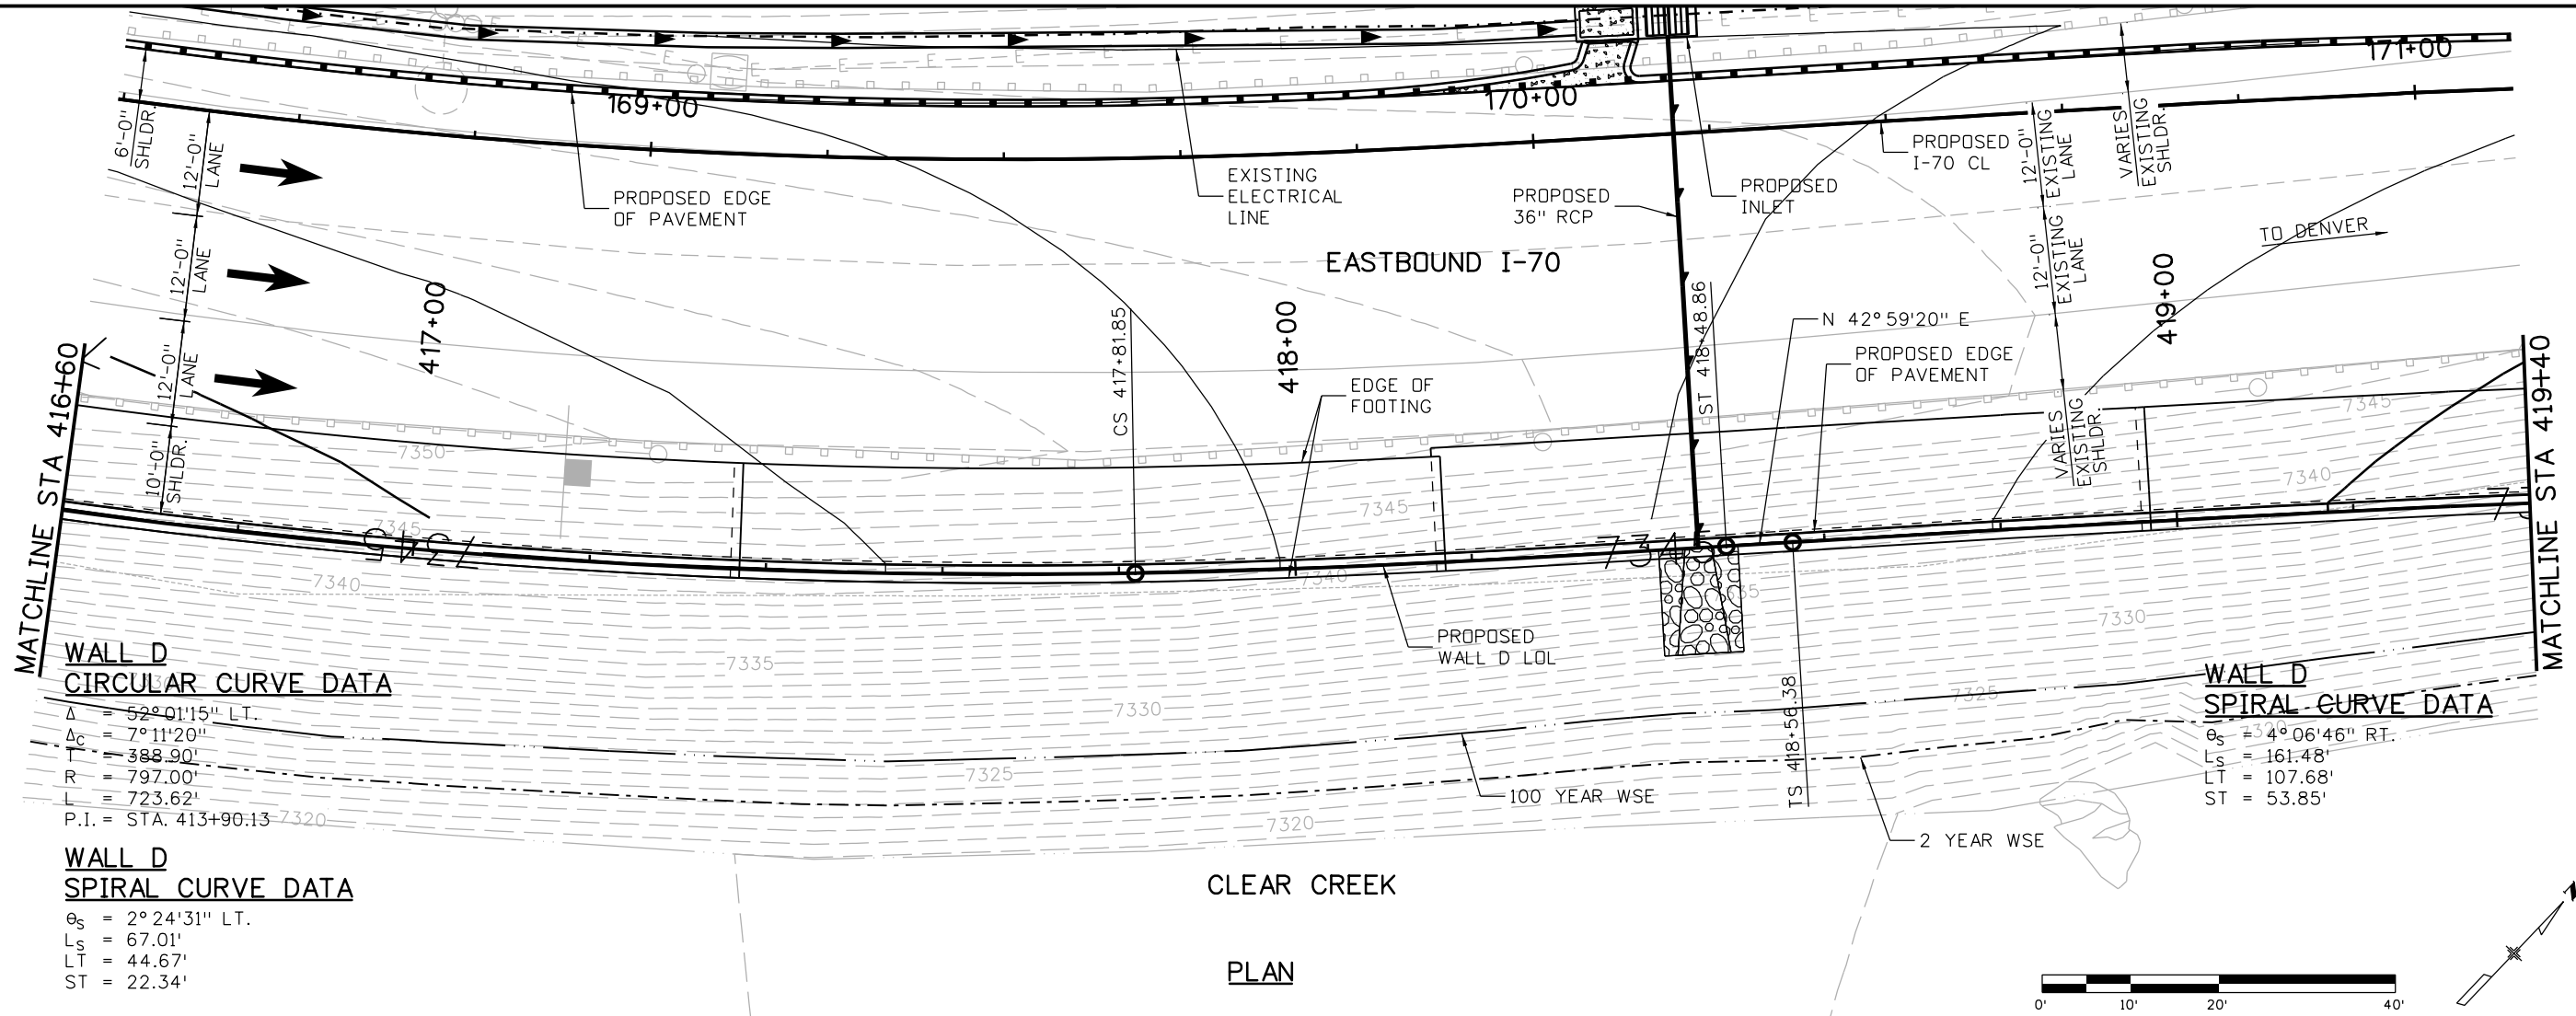 171+00
169+00
170+00
6'-0"
SHLDR.
12'-0"
LANE
12'-0"
LANE
12'-0"
LANE
10'-0"
SHLDR.
PROPOSED EDGE
OF PAVEMENT
EXISTING
ELECTRICAL
LINE
PROPOSED
36" RCP
PROPOSED
INLET
PROPOSED
I-70 CL
12'-0"
EXISTING
LANE
12'-0"
EXISTING
LANE
VARIES
EXISTING
SHLDR.
TO DENVER
EASTBOUND I-70
417+00
418+00
419+00
CS 417+81.85
ST 418+48.86
N 42°59'20" E
PROPOSED EDGE
OF PAVEMENT
EDGE OF
FOOTING
VARIES
EXISTING
SHLDR.
MATCHLINE STA 416+60
MATCHLINE STA 419+40
7350
7345
7345
7345
7340
7345
7340
7340
7335
7335
7330
7330
7330
7325
7325
7320
7320
7320
PROPOSED
WALL D LOL
TS 418+56.38
100 YEAR WSE
2 YEAR WSE
WALL D
CIRCULAR CURVE DATA
Δ = 52°01'15" LT.
Δc = 7°11'20"
T = 388.90'
R = 797.00'
L = 723.62'
P.I. = STA. 413+90.13
WALL D
SPIRAL CURVE DATA
θs = 2°24'31" LT.
Ls = 67.01'
LT = 44.67'
ST = 22.34'
WALL D
SPIRAL CURVE DATA
θs = 4°06'46" RT.
Ls = 161.48'
LT = 107.68'
ST = 53.85'
CLEAR CREEK
PLAN
0' 10' 20' 40'